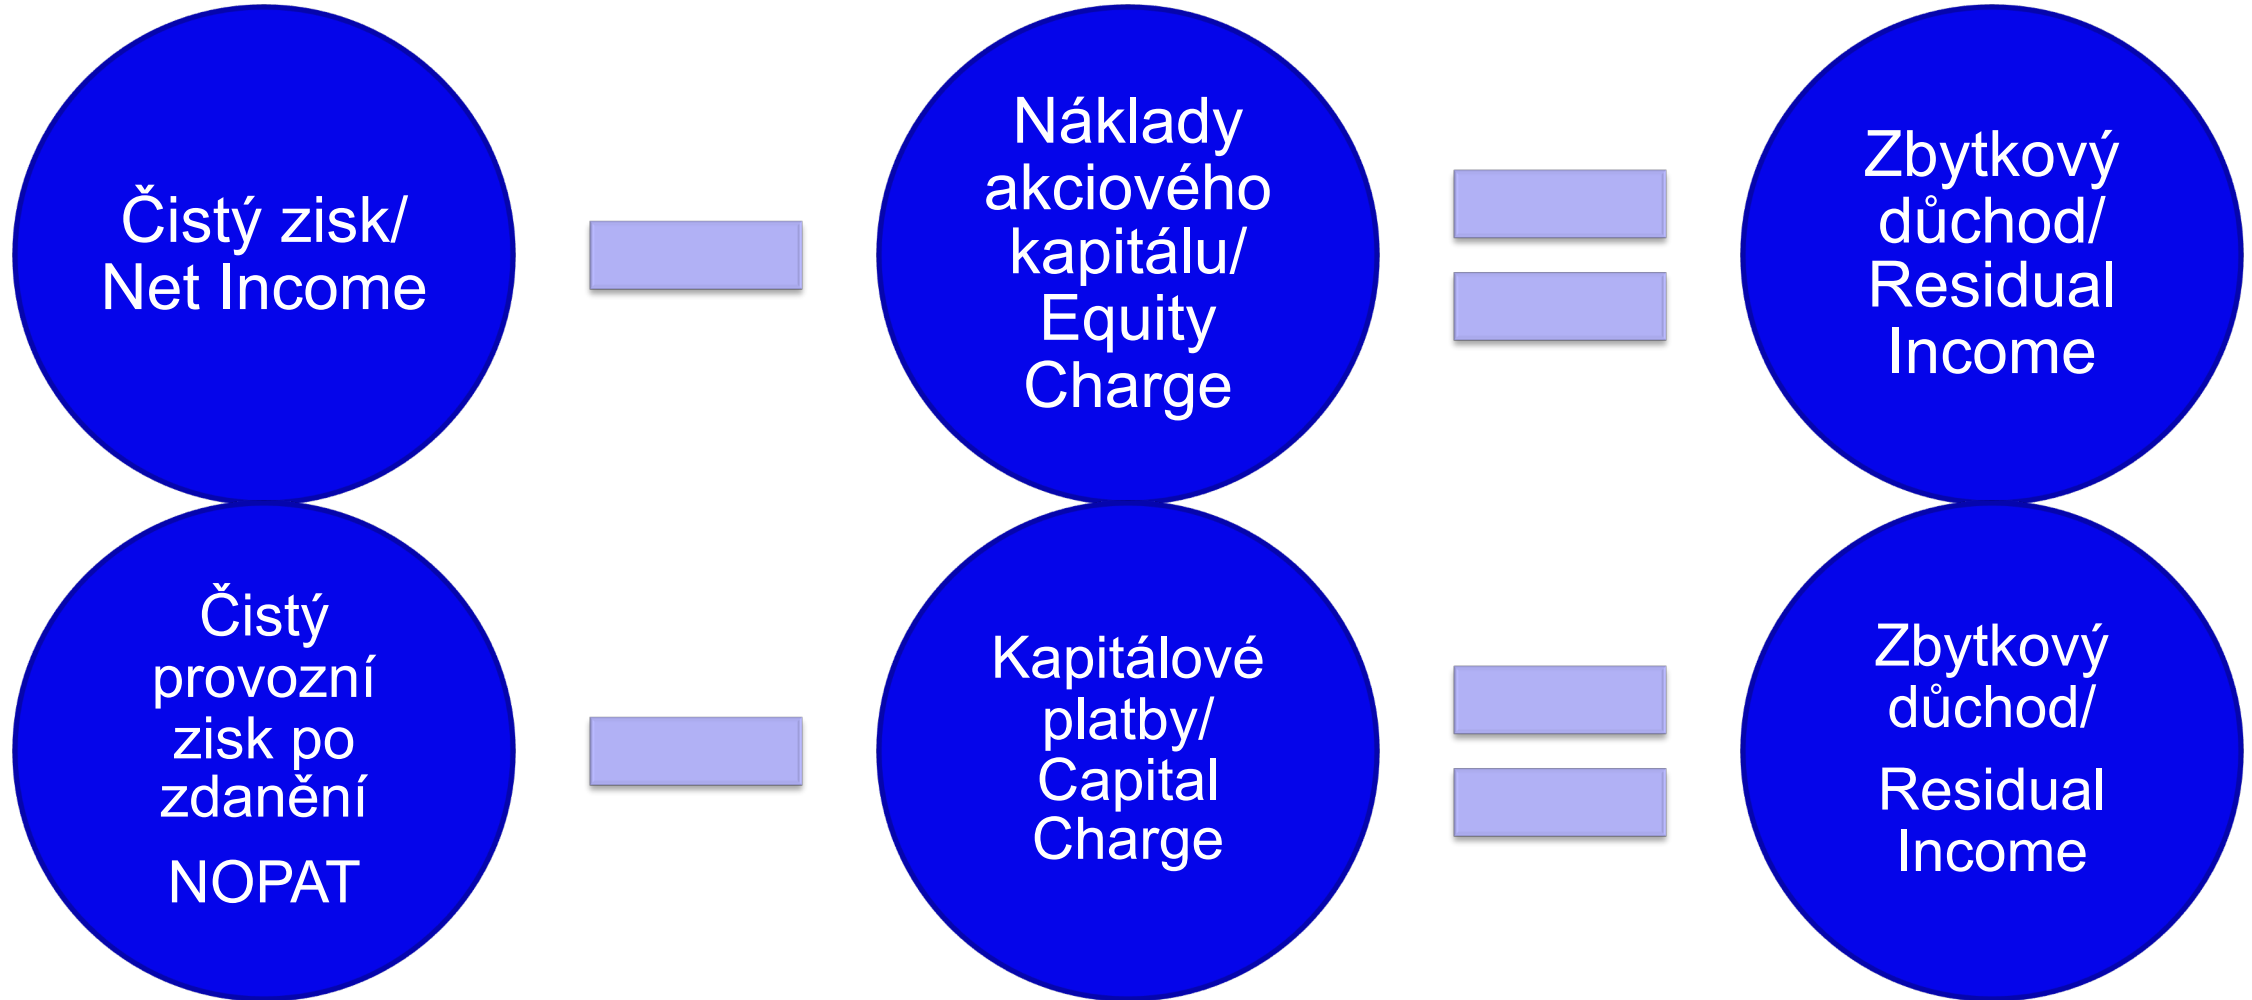 Čistý zisk/
Net Income
Náklady
akciového
kapitálu/
Equity
Charge
Zbytkový
důchod/
Residual
Income
Čistý
provozní
zisk po
zdanění
NOPAT
Kapitálové
platby/
Capital
Charge
Zbytkový
důchod/
Residual
Income